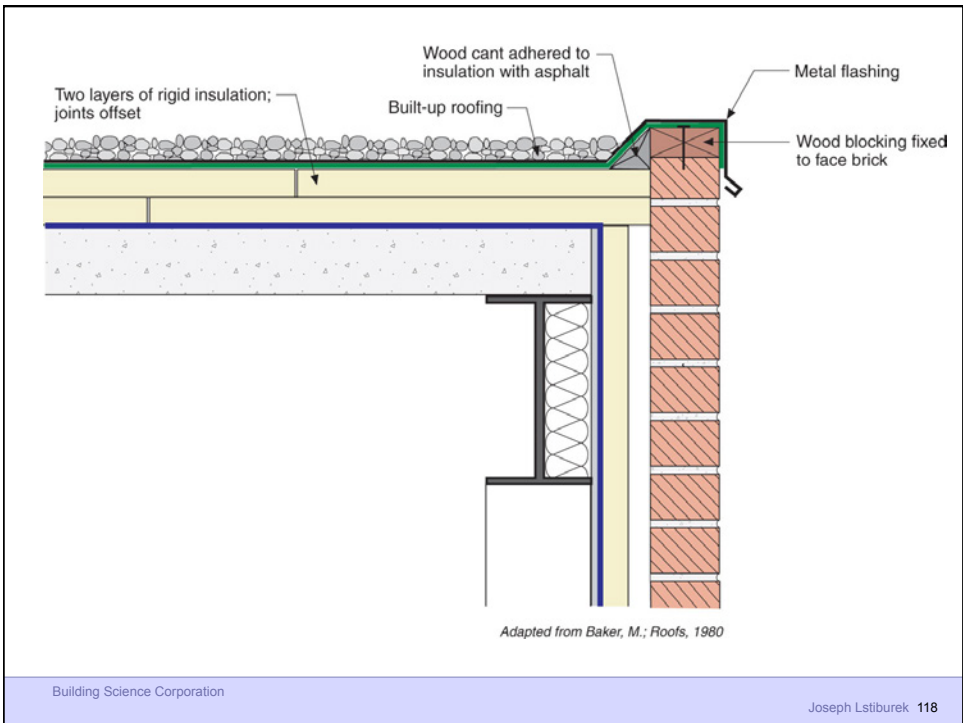 Wood cant adhered to
insulation with asphalt
Metal flashing
Two layers of rigid insulation;
joints offset
Built-up roofing
Wood blocking fixed
to face brick
Adapted from Baker, M.; Roofs, 1980
Building Science Corporation
Joseph Lstiburek 118